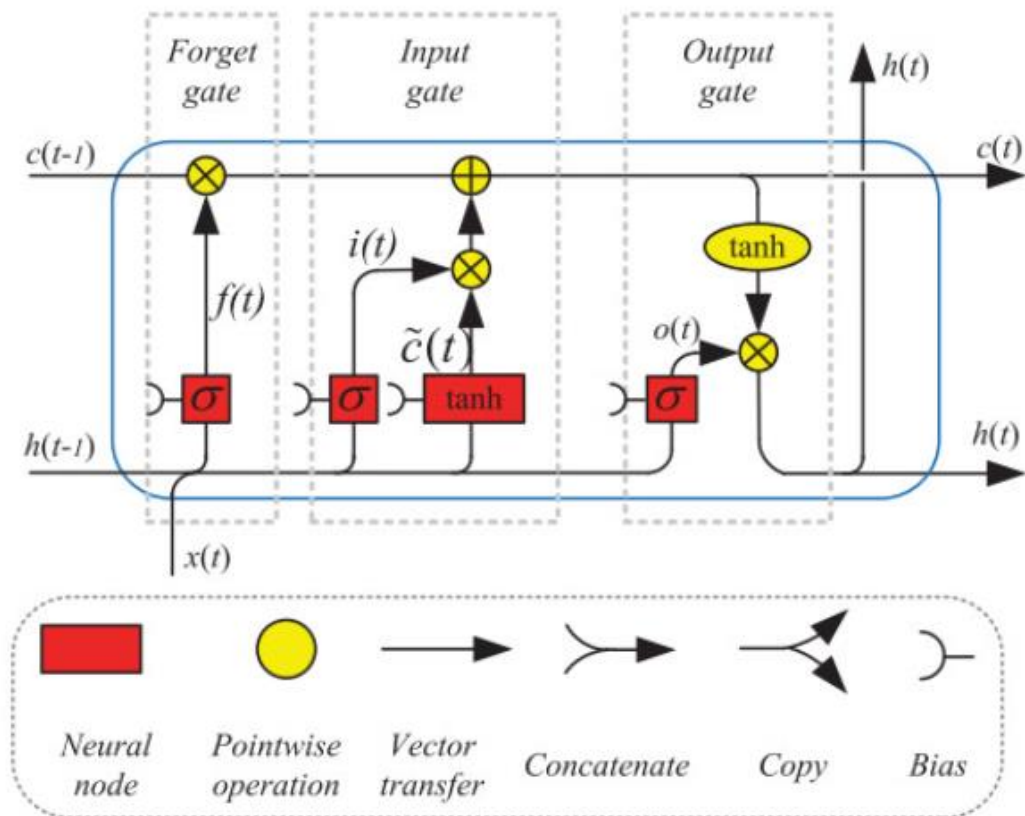 Forget
gate
Input
gate
Output
gate
h(t)
c(t-1)
c(t)
i(t)
tanh
f(t)
o(t)
c̃(t)
σ
σ
tanh
σ
h(t-1)
h(t)
x(t)
Neural
node
Pointwise
operation
Vector
transfer
Concatenate
Copy
Bias